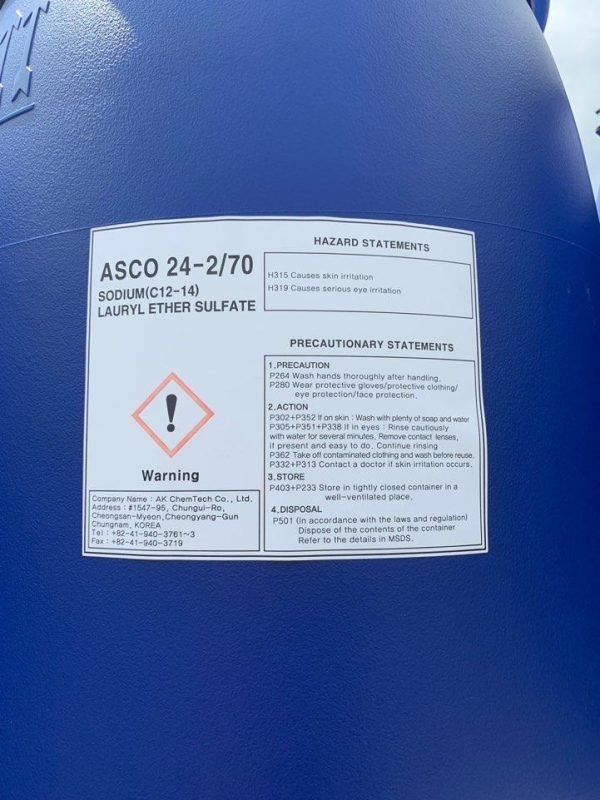 ASCO 24-2/70
SODIUM(C12-14)
LAURYL ETHER SULFATE
Warning
Company Name : AK ChemTech Co., Ltd.
Address : #1547-95, Chungui-Ro,
Cheongsan-Myeon,Cheongyang-Gun
Chungnam, KOREA
Tel : +82-41-940-3761~3
Fax : +82-41-940-3719
HAZARD STATEMENTS
H315 Causes skin irritation
H319 Causes serious eye irritation
PRECAUTIONARY STATEMENTS
1.PRECAUTION
P264 Wash hands thoroughly after handling.
P280 Wear protective gloves/protective clothing/
eye protection/face protection.
2.ACTION
P302+P352 If on skin : Wash with plenty of soap and water
P305+P351+P338 If in eyes : Rinse cautiously
with water for several minutes. Remove contact lenses,
if present and easy to do. Continue rinsing
P362 Take off contaminated clothing and wash before reuse.
P332+P313 Contact a doctor if skin irritation occurs.
3.STORE
P403+P233 Store in tightly closed container in a
well-ventilated place.
4.DISPOSAL
P501 (In accordance with the laws and regulation)
Dispose of the contents of the container
Refer to the details in MSDS.